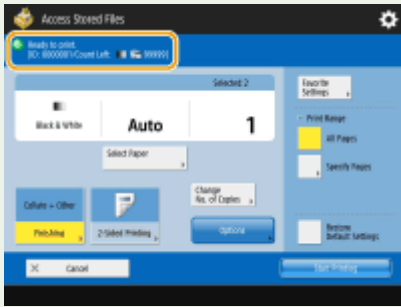 Access Stored Files
Ready to print.
[ID: 0000001/Count Left: 99999]
Selected: 2
Black & White
Auto
1
Select Paper
Favorite
Settings
Print Range
All Pages
Specify Pages
Collate + Other
Finishing
2-Sided Printing
Change
No. of Copies
Options
Restore
Default Settings
Cancel
Start Printing